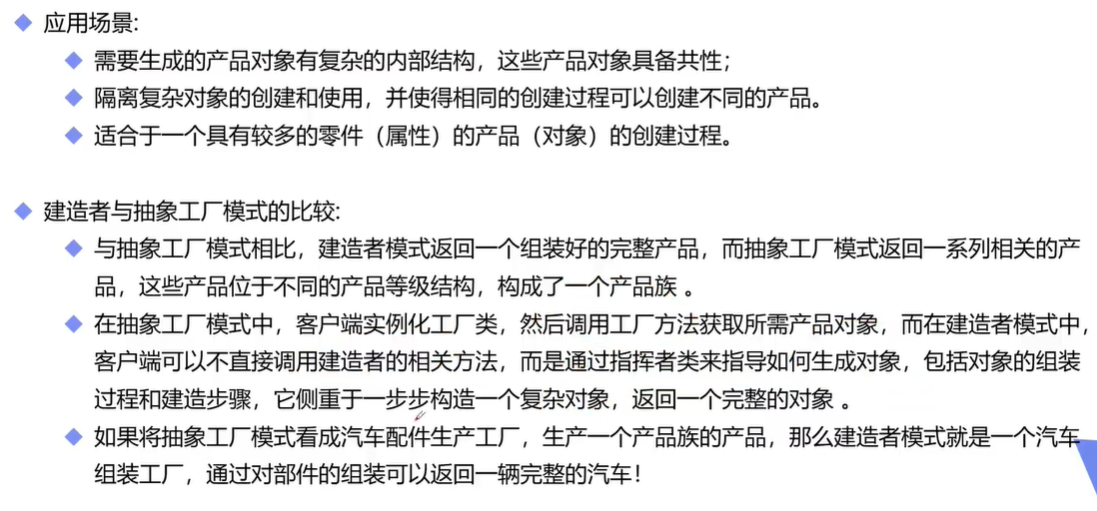 应用场景:
需要生成的产品对象有复杂的内部结构，这些产品对象具备共性；
隔离复杂对象的创建和使用，并使得相同的创建过程可以创建不同的产品。
适合于一个具有较多的零件（属性）的产品（对象）的创建过程。
建造者与抽象工厂模式的比较:
与抽象工厂模式相比，建造者模式返回一个组装好的完整产品，而抽象工厂模式返回一系列相关的产
品，这些产品位于不同的产品等级结构，构成了一个产品族 。
在抽象工厂模式中，客户端实例化工厂类，然后调用工厂方法获取所需产品对象，而在建造者模式中，
客户端可以不直接调用建造者的相关方法，而是通过指挥者类来指导如何生成对象，包括对象的组装
过程和建造步骤，它侧重于一步步构造一个复杂对象，返回一个完整的对象 。
如果将抽象工厂模式看成汽车配件生产工厂，生产一个产品族的产品，那么建造者模式就是一个汽车
组装工厂，通过对部件的组装可以返回一辆完整的汽车！